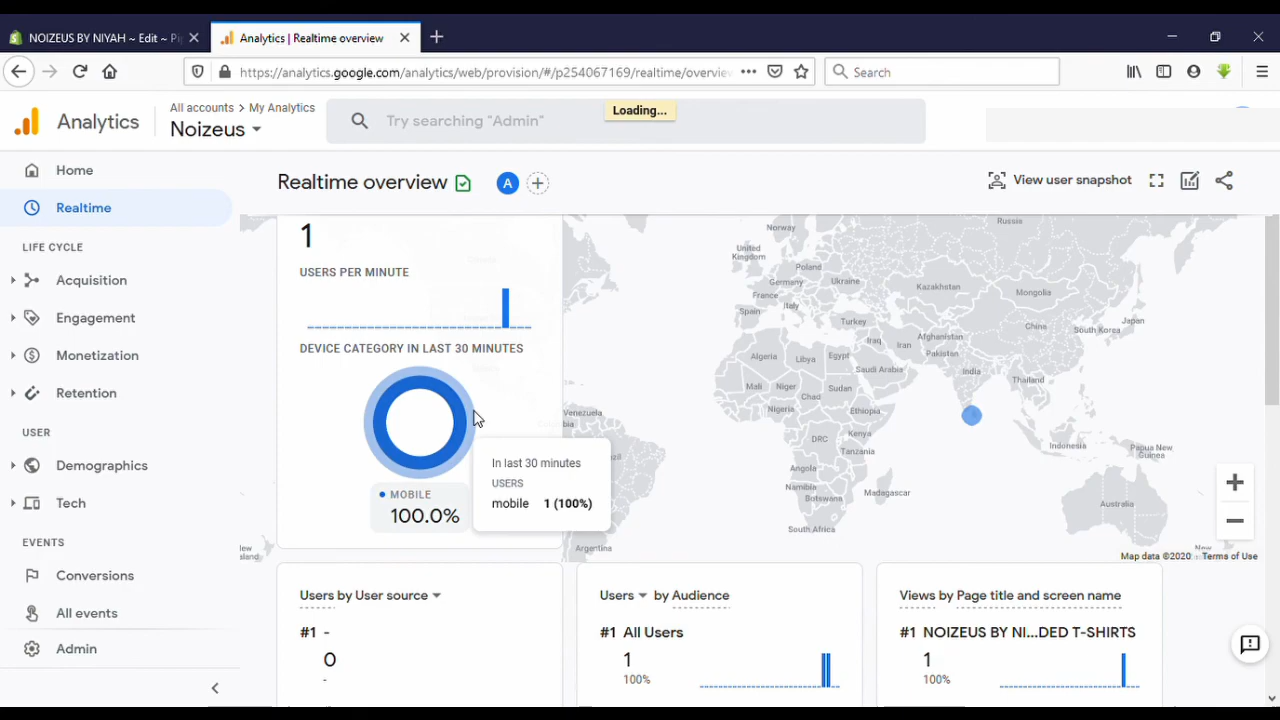 NOIZEUS BY NIYAH ~ Edit ~ Pi
Analytics | Realtime overview
https://analytics.google.com/analytics/web/provision/#/p254067169/realtime/overvie
Search
Analytics
All accounts > My Analytics
Noizeus
Try searching "Admin"
Loading...
Home
Realtime
LIFE CYCLE
Acquisition
Engagement
Monetization
Retention
USER
Demographics
Tech
EVENTS
Conversions
All events
Admin
Realtime overview
A
View user snapshot
1
USERS PER MINUTE
DEVICE CATEGORY IN LAST 30 MINUTES
MOBILE
100.0%
In last 30 minutes
USERS
mobile 1 (100%)
Russia
Norway
United
Kingdom
Poland
Germany
Ukraine
France
Italy
Spain
Kazakhstan
Mongolia
Turkey
China
Japan
South Korea
Afghanistan
Iraq
Iran
Pakistan
Algeria
Libya
Egypt
Saudi Arabia
India
Thailand
Mali
Niger
Sudan
Chad
Nigeria
Ethiopia
Venezuela
DRC
Kenya
Tanzania
Indonesia
Papua New
Guinea
Angola
Namibia
Botswana
Madagascar
South Africa
Australia
Argentina
Map data ©2020
Terms of Use
Users by User source
#1 -
0
-
Users by Audience
#1 All Users
1
100%
Views by Page title and screen name
#1 NOIZEUS BY NI...DED T-SHIRTS
1
100%